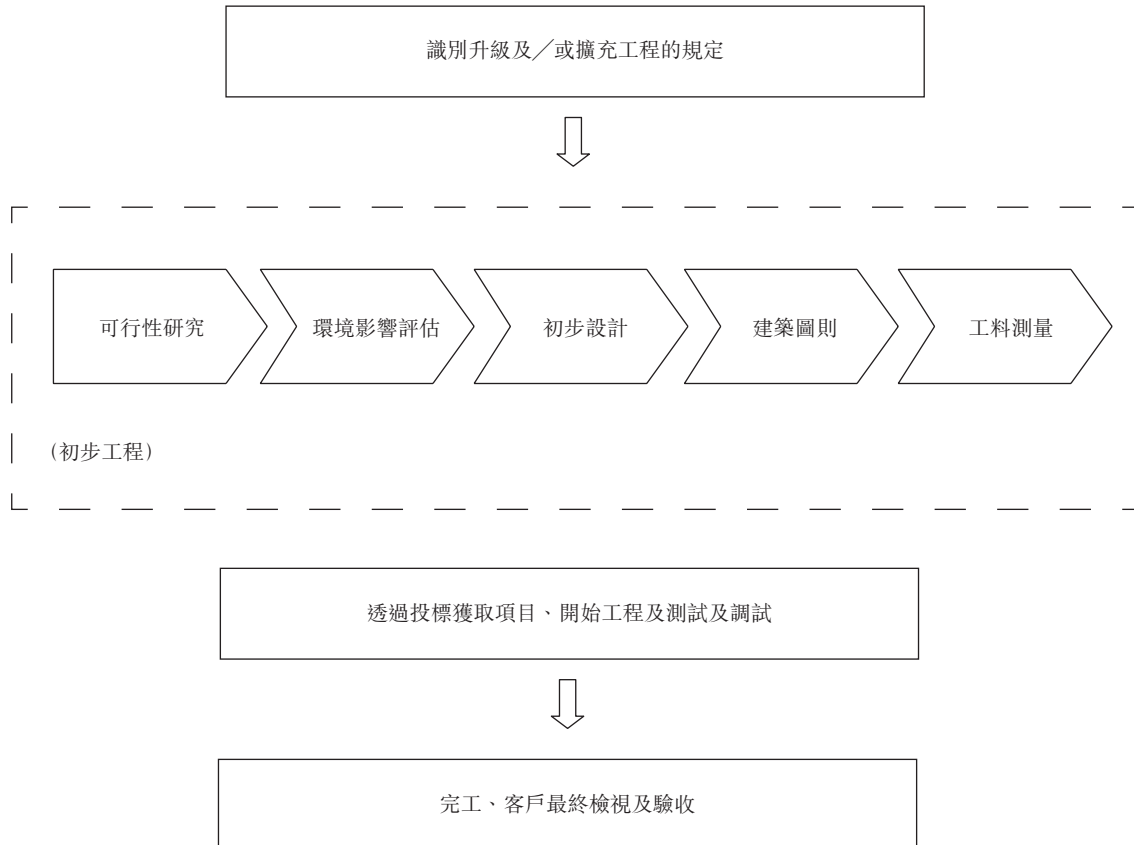 識別升級及╱或擴充工程的規定
可行性研究
環境影響評估
初步設計
建築圖則
工料測量
(初步工程)
透過投標獲取項目、開始工程及測試及調試
完工、客戶最終檢視及驗收